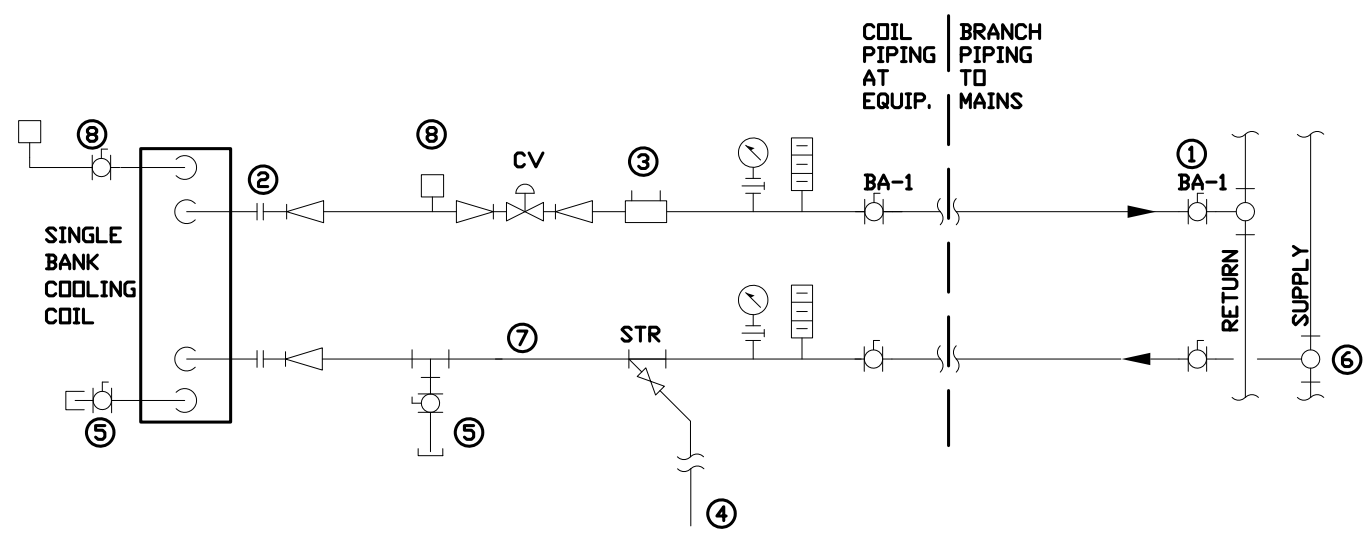 COIL
PIPING
AT
EQUIP.
BRANCH
PIPING
TO
MAINS
8
8
CV
3
1
2
BA-1
BA-1
SINGLE
BANK
COOLING
COIL
RETURN
SUPPLY
7
STR
6
5
5
4